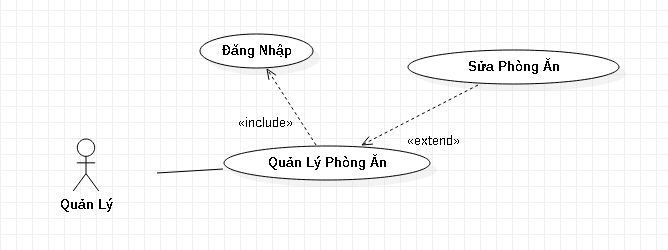 Đăng Nhập
Sửa Phòng Ăn
«include»
«extend»
Quản Lý Phòng Ăn
Quản Lý